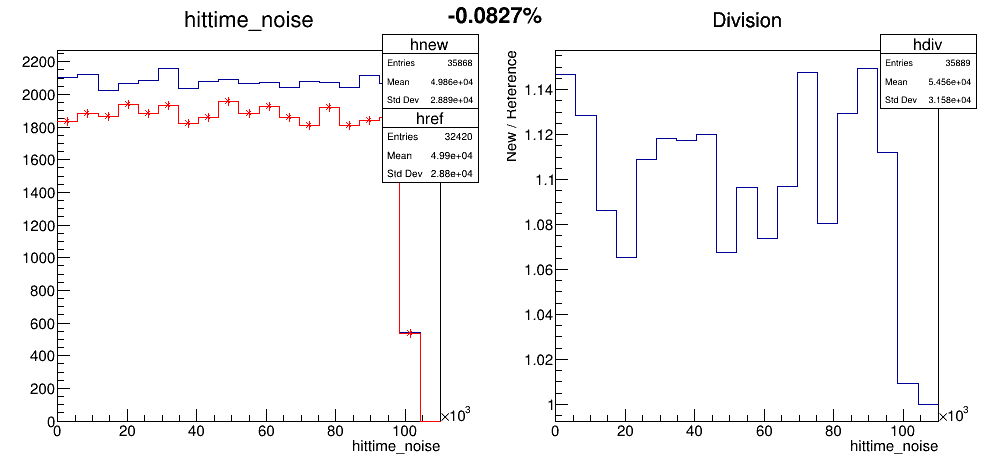 -0.0827%
hittime_noise
hnew
Entries 35868
Mean 4.986e+04
Std Dev 2.889e+04
href
Entries 32420
Mean 4.99e+04
Std Dev 2.88e+04
2200
2000
1800
1600
1400
1200
1000
800
600
400
200
0
0 20 40 60 80 100 ×10³
hittime_noise
Division
hdiv
Entries 35889
Mean 5.456e+04
Std Dev 3.158e+04
New / Reference
1.14
1.12
1.1
1.08
1.06
1.04
1.02
1
0 20 40 60 80 100 ×10³
hittime_noise